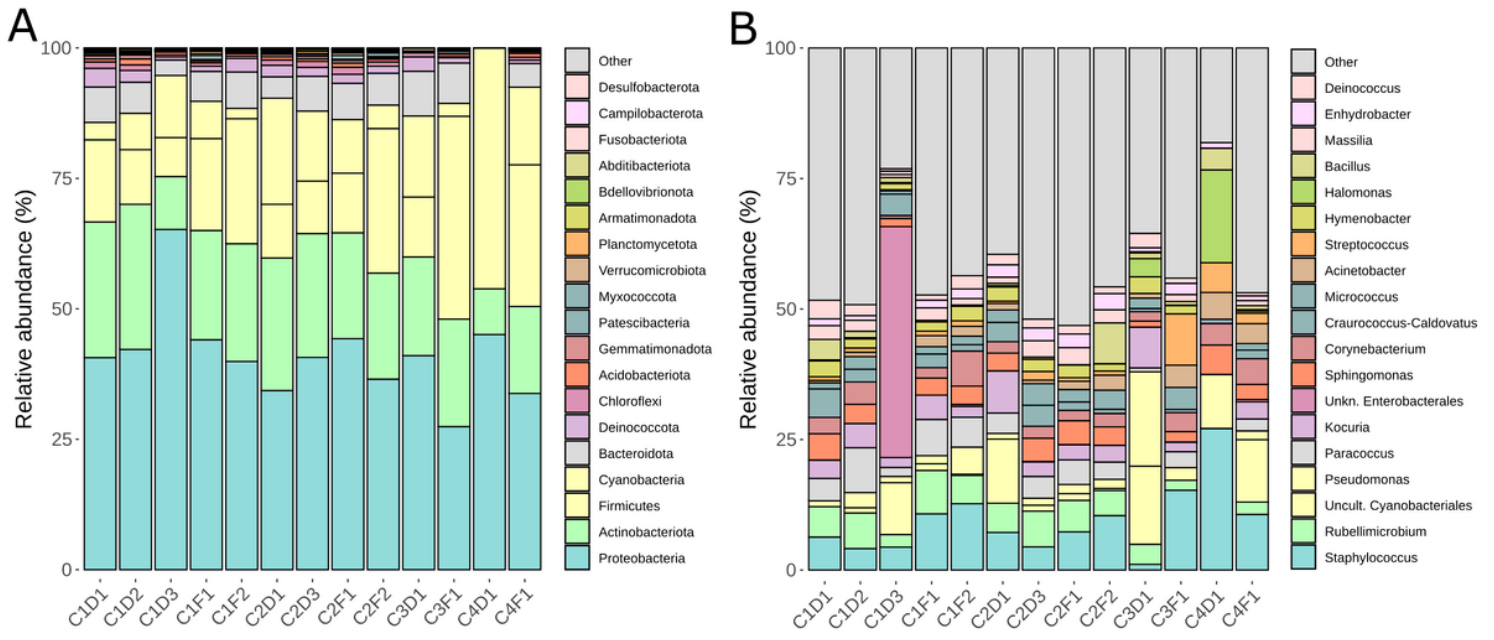 A
Relative abundance (%)
100
75
50
25
0
C1D1
C1D2
C1D3
C1F1
C1F2
C2D1
C2D3
C2F1
C2F2
C3D1
C3F1
C4D1
C4F1
Other
Desulfobacterota
Campilobacterota
Fusobacteriota
Abditibacteriota
Bdellovibrionota
Armatimonadota
Planctomycetota
Verrucomicrobiota
Myxococcota
Patescibacteria
Gemmatimonadota
Acidobacteriota
Chloroflexi
Deinococcota
Bacteroidota
Cyanobacteria
Firmicutes
Actinobacteriota
Proteobacteria
B
Relative abundance (%)
100
75
50
25
0
C1D1
C1D2
C1D3
C1F1
C1F2
C2D1
C2D3
C2F1
C2F2
C3D1
C3F1
C4D1
C4F1
Other
Deinococcus
Enhydrobacter
Massilia
Bacillus
Halomonas
Hymenobacter
Streptococcus
Acinetobacter
Micrococcus
Craurococcus-Caldovatus
Corynebacterium
Sphingomonas
Unkn. Enterobacterales
Kocuria
Paracoccus
Pseudomonas
Uncult. Cyanobacteriales
Rubellimicrobium
Staphylococcus